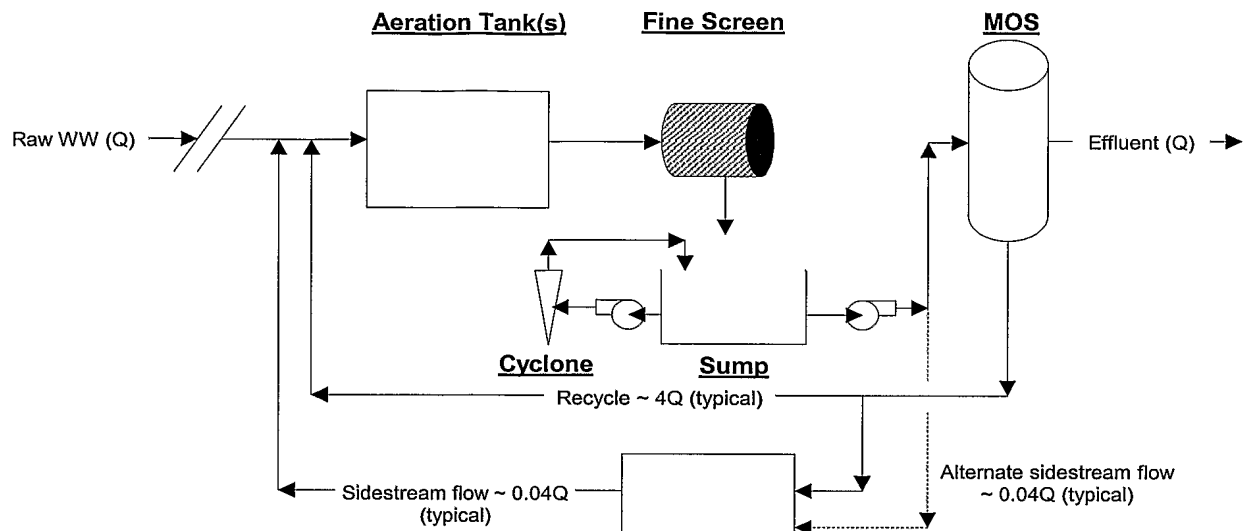 Aeration Tank(s)
Fine Screen
MOS
Raw WW (Q)
Effluent (Q)
Cyclone
Sump
Recycle ~ 4Q (typical)
Sidestream flow ~ 0.04Q
(typical)
Alternate sidestream flow
~ 0.04Q (typical)